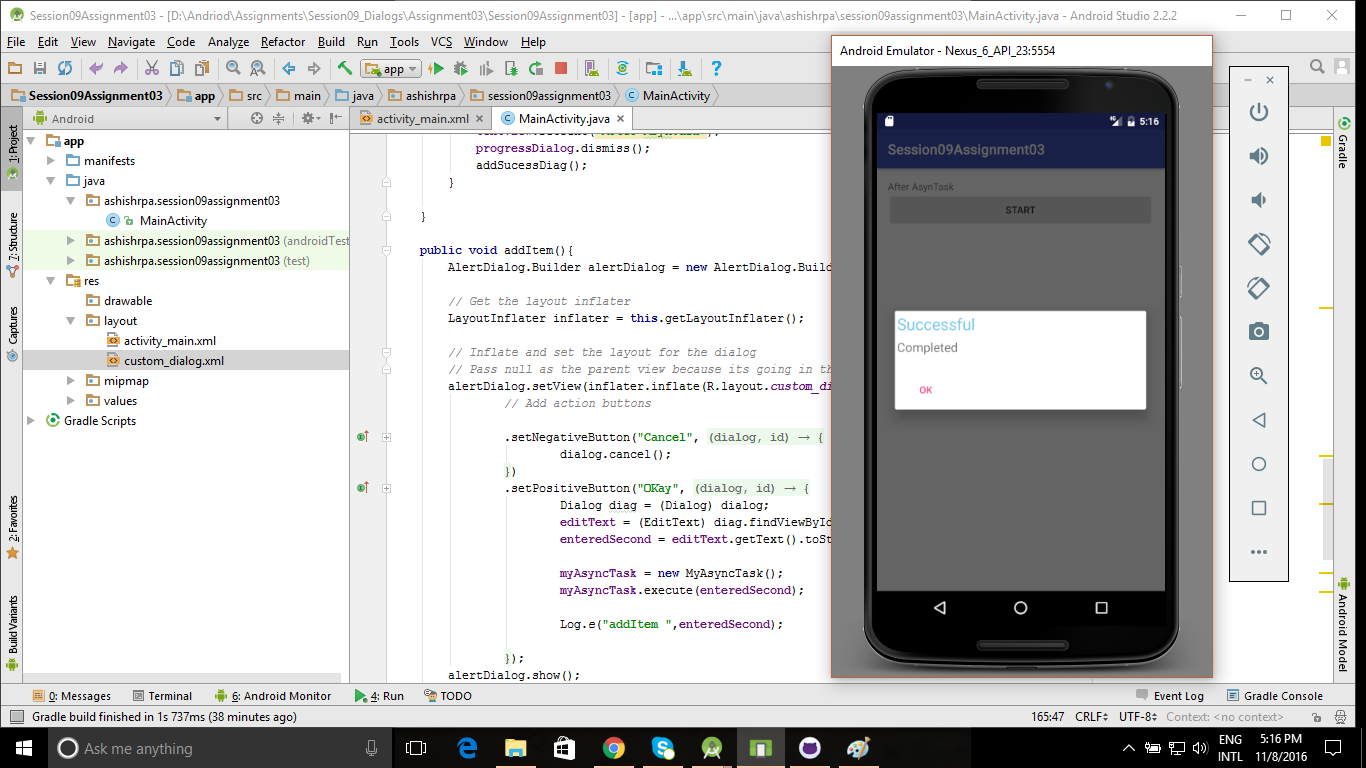 Session09Assignment03 - [D:\Andriod\Assignments\Session_09_Dialogs\Assignment03\Session09Assignment03] - [app] - ...\app\src\main\java\ashishrpa\session09assignment03\MainActivity.java - Android Studio 2.2.2
File Edit View Navigate Code Analyze Refactor Build Run Tools VCS Window Help
app
Session09Assignment03 app src main java ashishrpa session09assignment03 MainActivity
Android
activity_main.xml
MainActivity.java
1: Project
7: Structure
Captures
2: Favorites
Build Variants
app
manifests
java
ashishrpa.session09assignment03
MainActivity
ashishrpa.session09assignment03 (androidTest
ashishrpa.session09assignment03 (test)
res
drawable
layout
activity_main.xml
custom_dialog.xml
mipmap
values
Gradle Scripts
progressDialog.dismiss();
addSucessDiag();
}
}
public void addItem(){
AlertDialog.Builder alertDialog = new AlertDialog.Build
// Get the layout inflater
LayoutInflater inflater = this.getLayoutInflater();
// Inflate and set the layout for the dialog
// Pass null as the parent view because its going in th
alertDialog.setView(inflater.inflate(R.layout.custom_di
// Add action buttons
.setNegativeButton("Cancel", (dialog, id) → {
dialog.cancel();
})
.setPositiveButton("OKay", (dialog, id) → {
Dialog diag = (Dialog) dialog;
editText = (EditText) diag.findViewById
enteredSecond = editText.getText().toSt
myAsyncTask = new MyAsyncTask();
myAsyncTask.execute(enteredSecond);
Log.e("addItem ",enteredSecond);
});
alertDialog.show();
Android Emulator - Nexus_6_API_23:5554
5:16
Session09Assignment03
After AsynTask
START
Successful
Completed
OK
Gradle
Android Model
0: Messages Terminal 6: Android Monitor 4: Run TODO Event Log Gradle Console
Gradle build finished in 1s 737ms (38 minutes ago) 165:47 CRLF UTF-8 Context: <no context>
Ask me anything
ENG
INTL
5:16 PM
11/8/2016